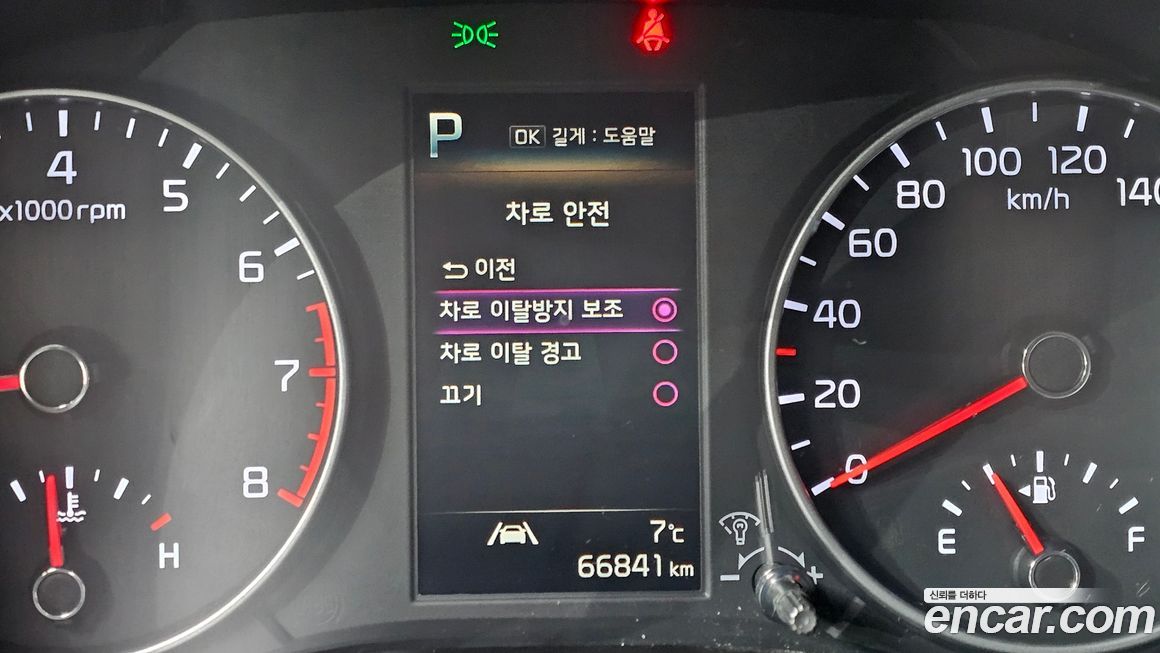 P
OK 길게 : 도움말
차로 안전
이전
차로 이탈방지 보조
차로 이탈 경고
끄기
7℃
66841 km
4
5
6
7
8
x1000 rpm
H
0
20
40
60
80
100
120
140
km/h
E
F
- +
신뢰를 더하다
encar.com